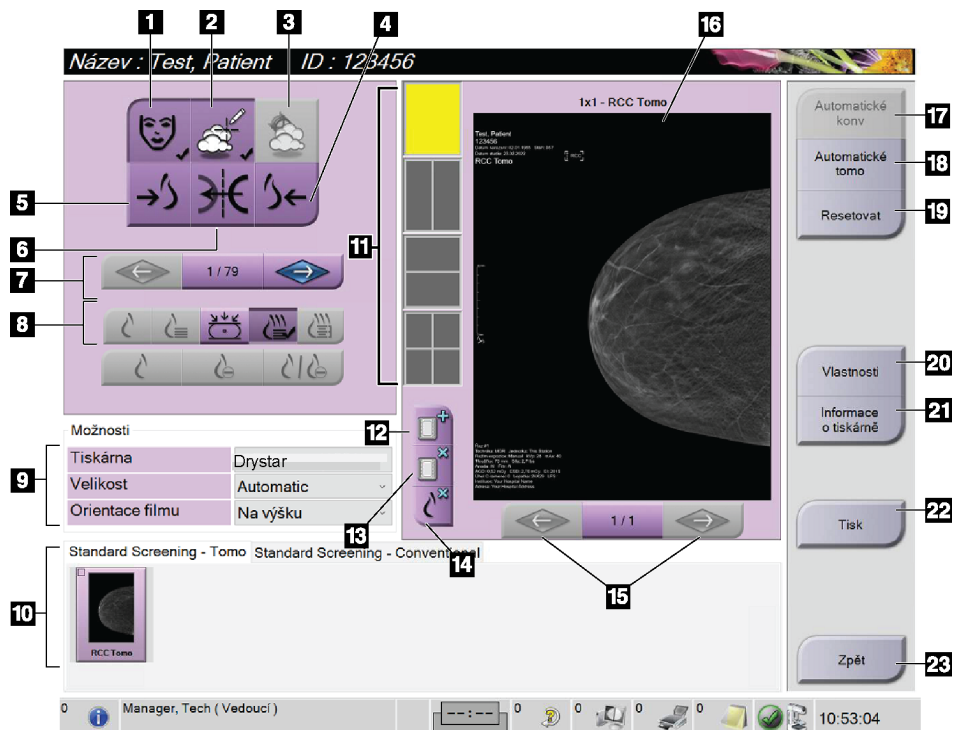 1
2
3
4
16
Název : Test, Patient ID : 123456
1x1 - RCC Tomo
Test, Patient
123456
RCC Tomo
RCC
Automatické konv
17
Automatické tomo
18
Resetovat
19
5
6
11
7
1 / 79
8
Vlastnosti
20
Informace o tiskárně
21
Možnosti
12
9
Tiskárna
Drystar
Velikost
Automatic
Orientace filmu
Na výšku
13
14
1 / 1
15
Tisk
22
10
Standard Screening - Tomo
Standard Screening - Conventional
RCC Tomo
Zpět
23
0
Manager, Tech ( Vedoucí )
--:--
0
0
0
0
10:53:04